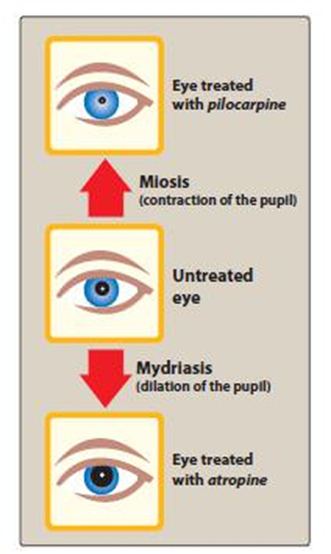 Eye treated
with pilocarpine
Miosis
(contraction of the pupil)
Untreated
eye
Mydriasis
(dilation of the pupil)
Eye treated
with atropine